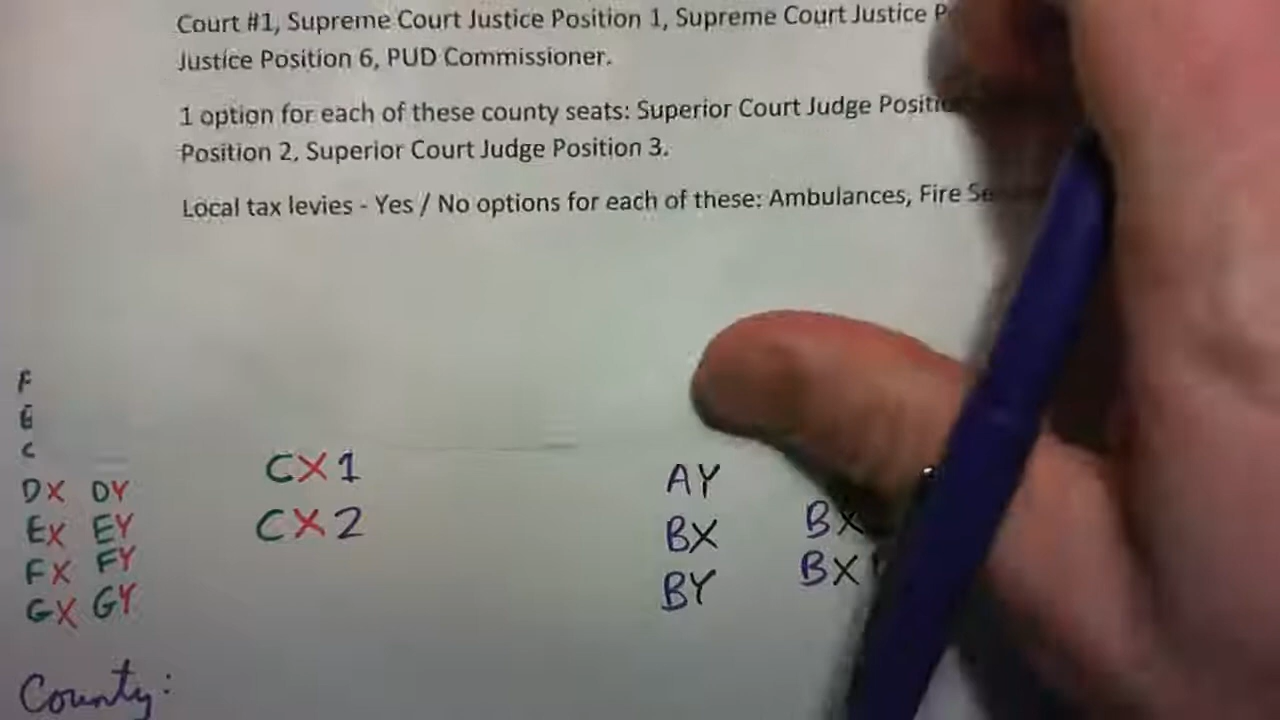 Court #1, Supreme Court Justice Position 1, Supreme Court Justice
Justice Position 6, PUD Commissioner.
1 option for each of these county seats: Superior Court Judge
Position 2, Superior Court Judge Position 3.
Local tax levies - Yes / No options for each of these: Ambulances, Fire
F
E
C
DX DY
EX EY
FX FY
GX GY
CX1
CX2
AY
BX
BY
BX
BX
County: